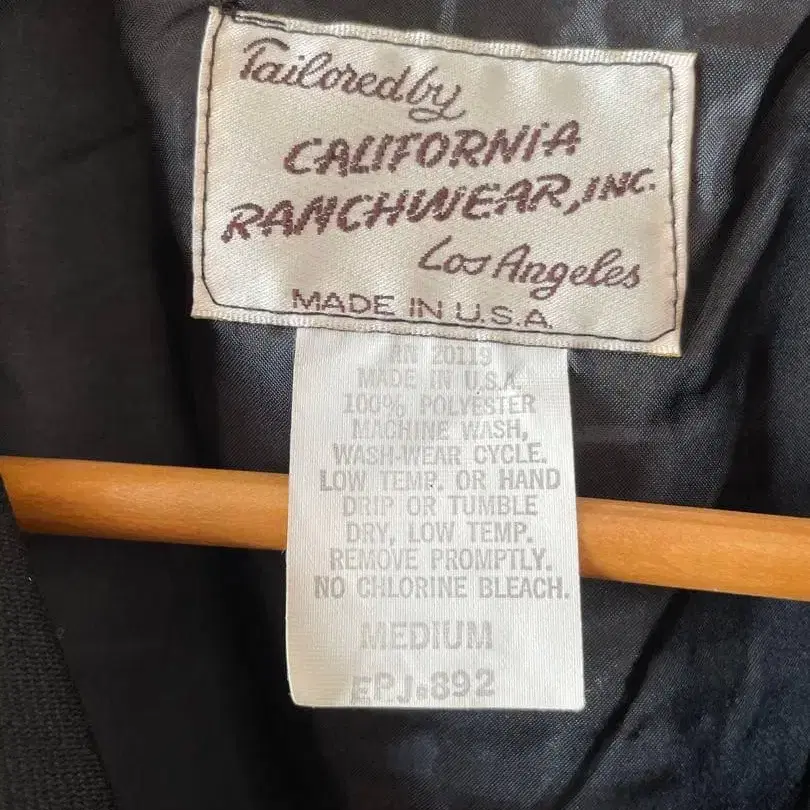 Tailored by
CALIFORNIA
RANCHWEAR, INC.
Los Angeles
MADE IN U.S.A.
RN 20119
MADE IN U.S.A.
100% POLYESTER
MACHINE WASH,
WASH-WEAR CYCLE.
LOW TEMP. OR HAND
DRIP OR TUMBLE
DRY, LOW TEMP.
REMOVE PROMPTLY.
NO CHLORINE BLEACH.
MEDIUM
EPJ.892